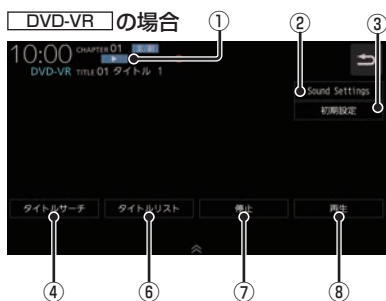 DVD-VR の場合
①
②
③
10:00 CHAPTER 01
DVD-VR TITLE 01 タイトル 1
Sound Settings
初期設定
タイトルサーチ タイトルリスト 停止 再生
④ ⑥ ⑦ ⑧